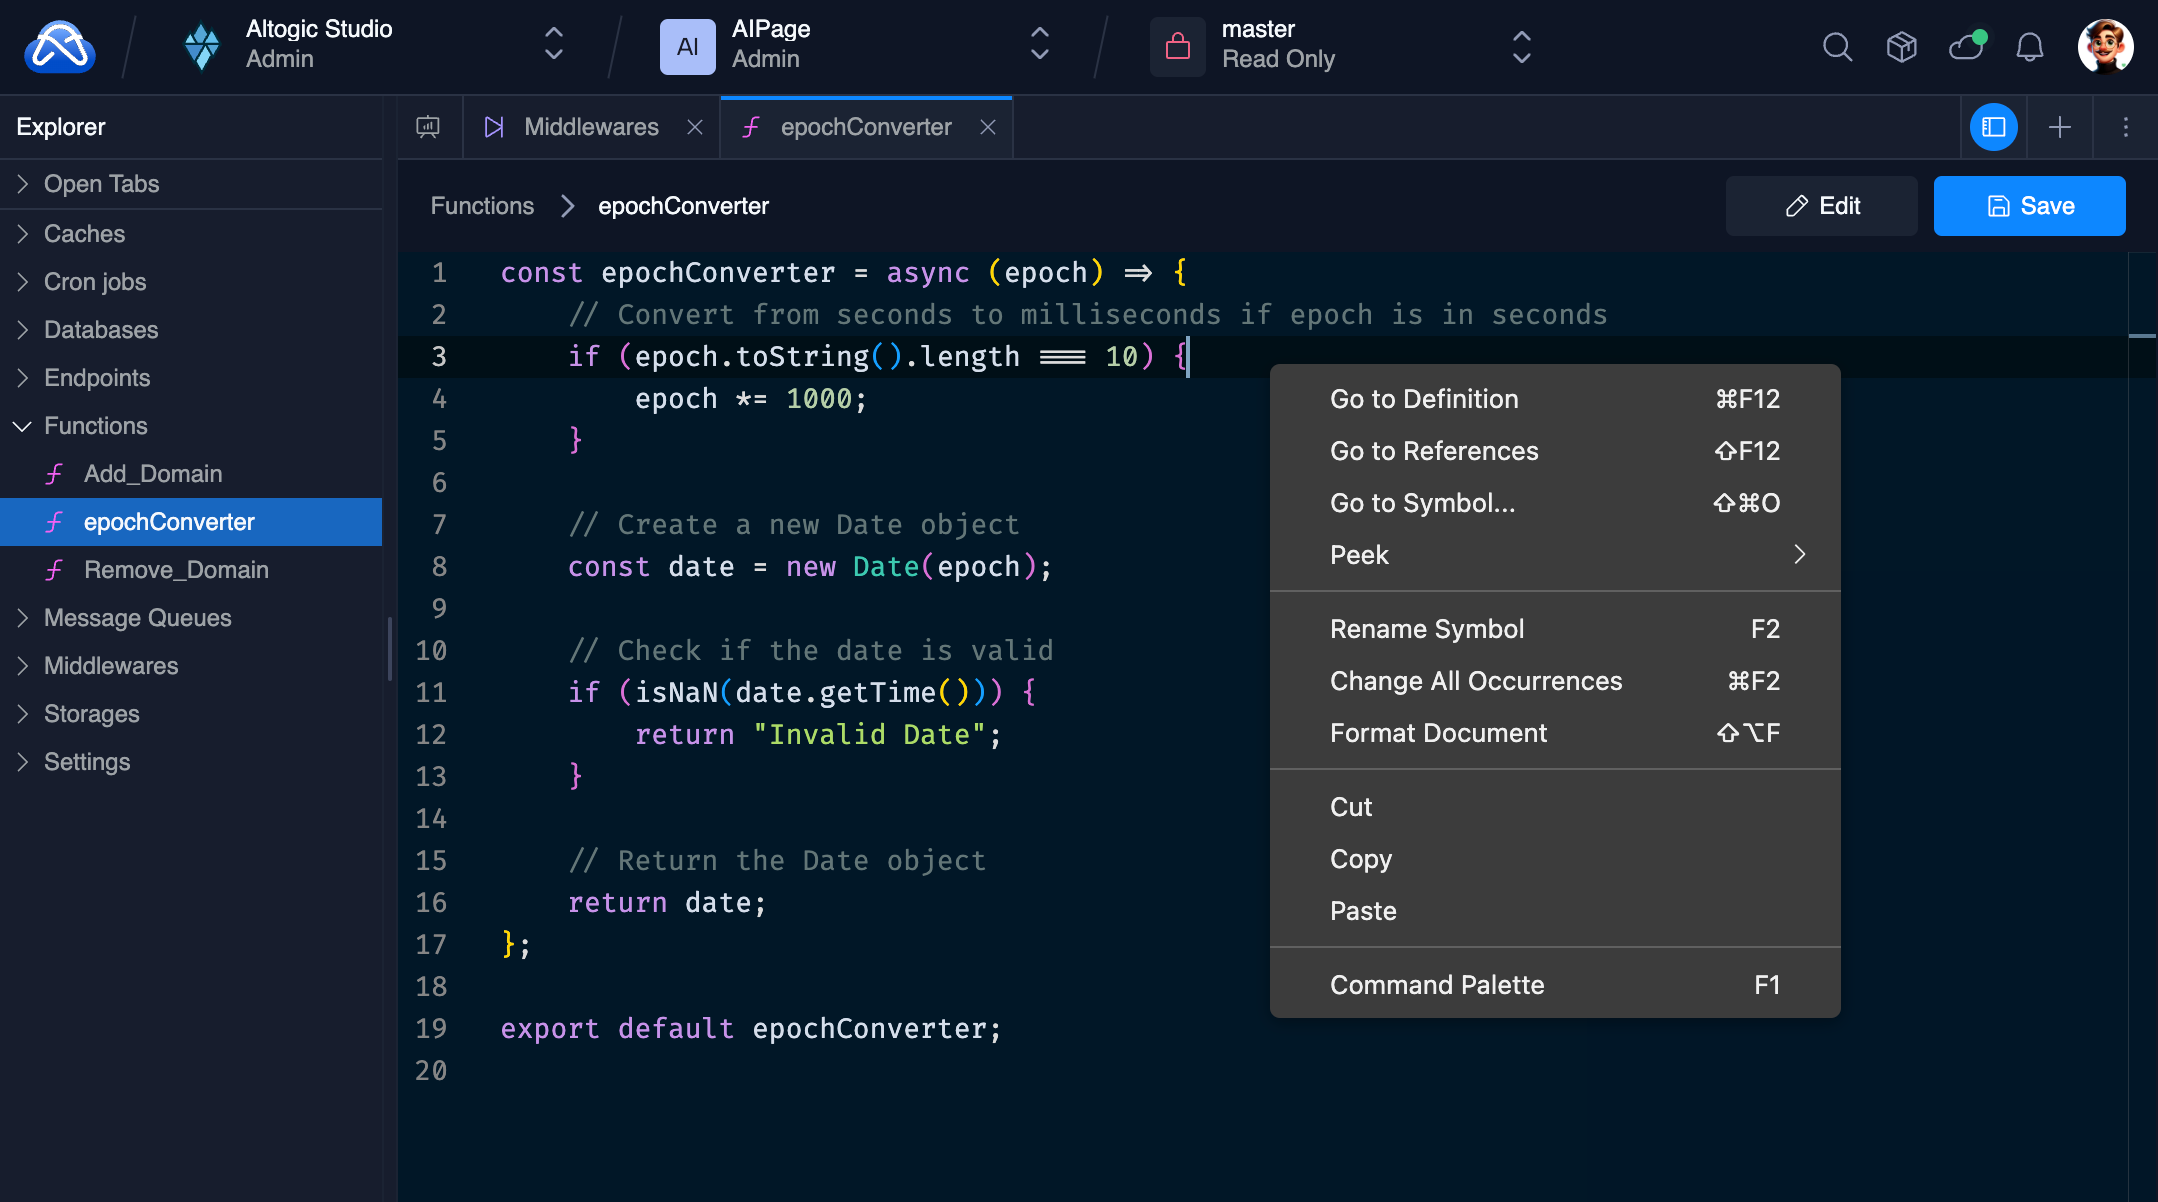 Altogic Studio
Admin
AI
AIPage
Admin
master
Read Only
Explorer
Middlewares
epochConverter
Open Tabs
Caches
Cron jobs
Databases
Endpoints
Functions
Add_Domain
epochConverter
Remove_Domain
Message Queues
Middlewares
Storages
Settings
Functions > epochConverter
Edit
Save
1 const epochConverter = async (epoch) => {
2 // Convert from seconds to milliseconds if epoch is in seconds
3 if (epoch.toString().length === 10) {
4 epoch *= 1000;
5 }
6
7 // Create a new Date object
8 const date = new Date(epoch);
9
10 // Check if the date is valid
11 if (isNaN(date.getTime())) {
12 return "Invalid Date";
13 }
14
15 // Return the Date object
16 return date;
17 };
18
19 export default epochConverter;
20
Go to Definition ⌘F12
Go to References ⇧F12
Go to Symbol... ⇧⌘O
Peek
Rename Symbol F2
Change All Occurrences ⌘F2
Format Document ⇧⌥F
Cut
Copy
Paste
Command Palette F1